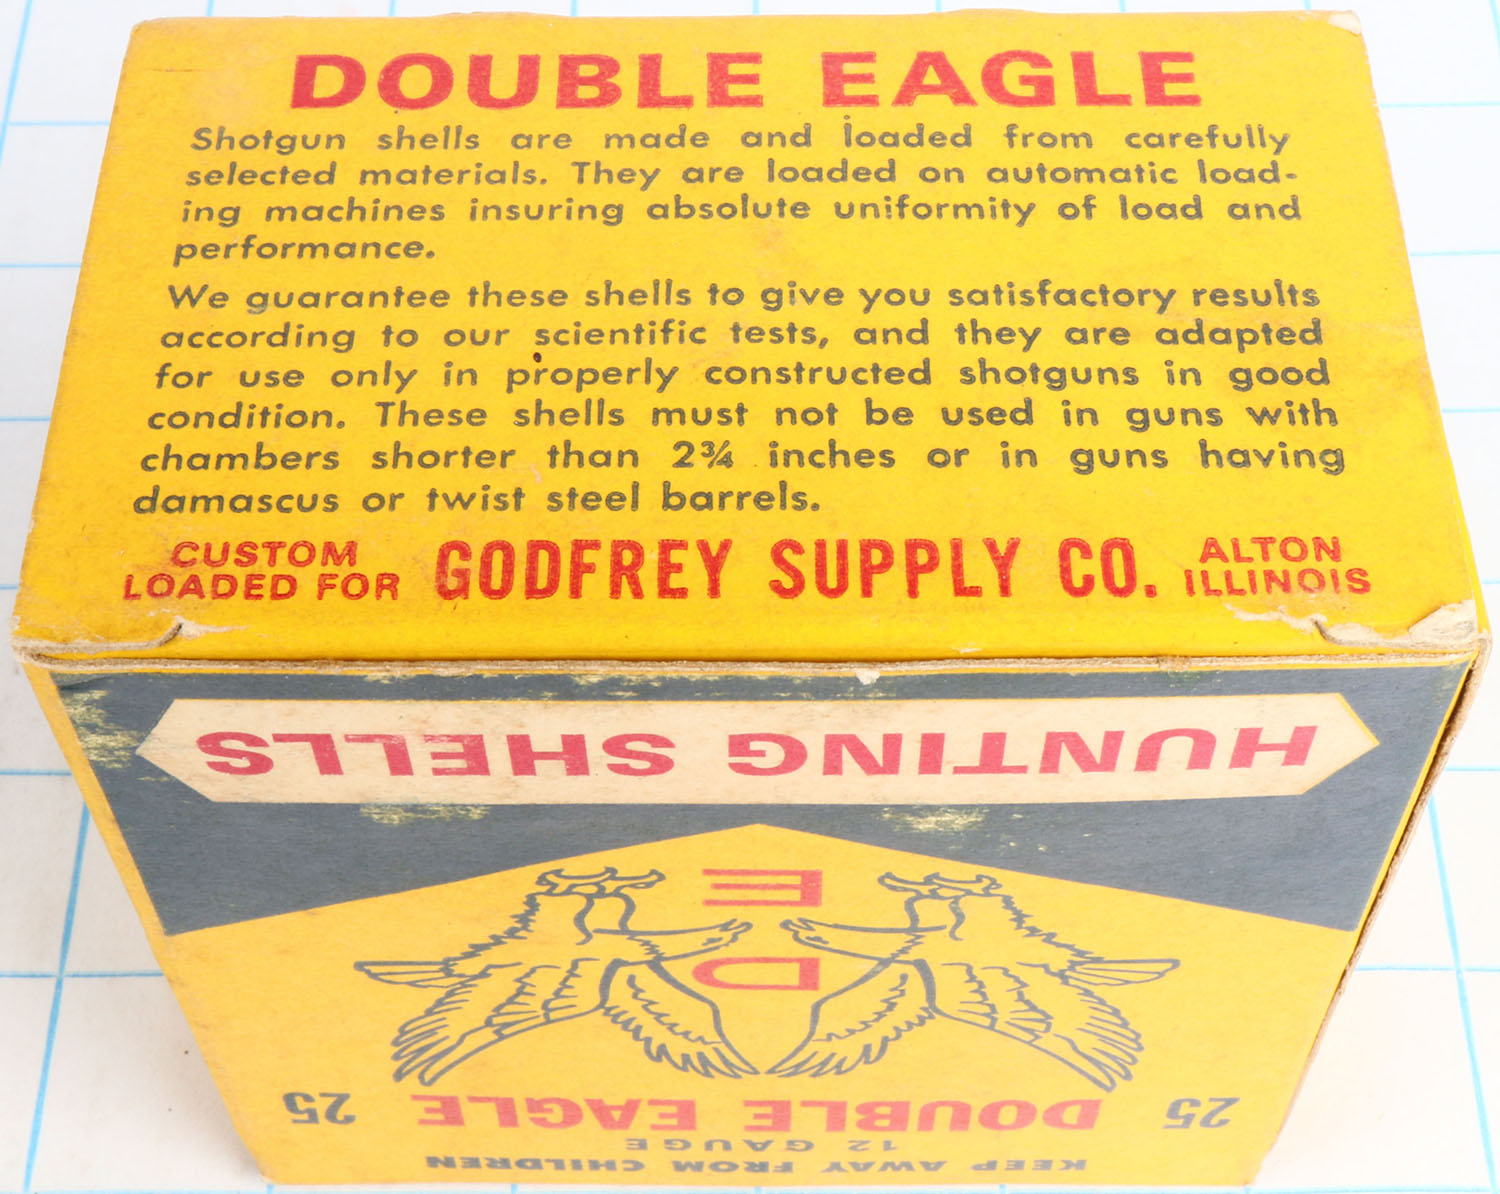 DOUBLE EAGLE
Shotgun shells are made and loaded from carefully
selected materials. They are loaded on automatic load-
ing machines insuring absolute uniformity of load and
performance.
We guarantee these shells to give you satisfactory results
according to our scientific tests, and they are adapted
for use only in properly constructed shotguns in good
condition. These shells must not be used in guns with
chambers shorter than 2¾ inches or in guns having
damascus or twist steel barrels.
CUSTOM
LOADED FOR
GODFREY SUPPLY CO.
ALTON
ILLINOIS
KEEP AWAY FROM CHILDREN
12 GAUGE
25 DOUBLE EAGLE 25
D
E
HUNTING SHELLS